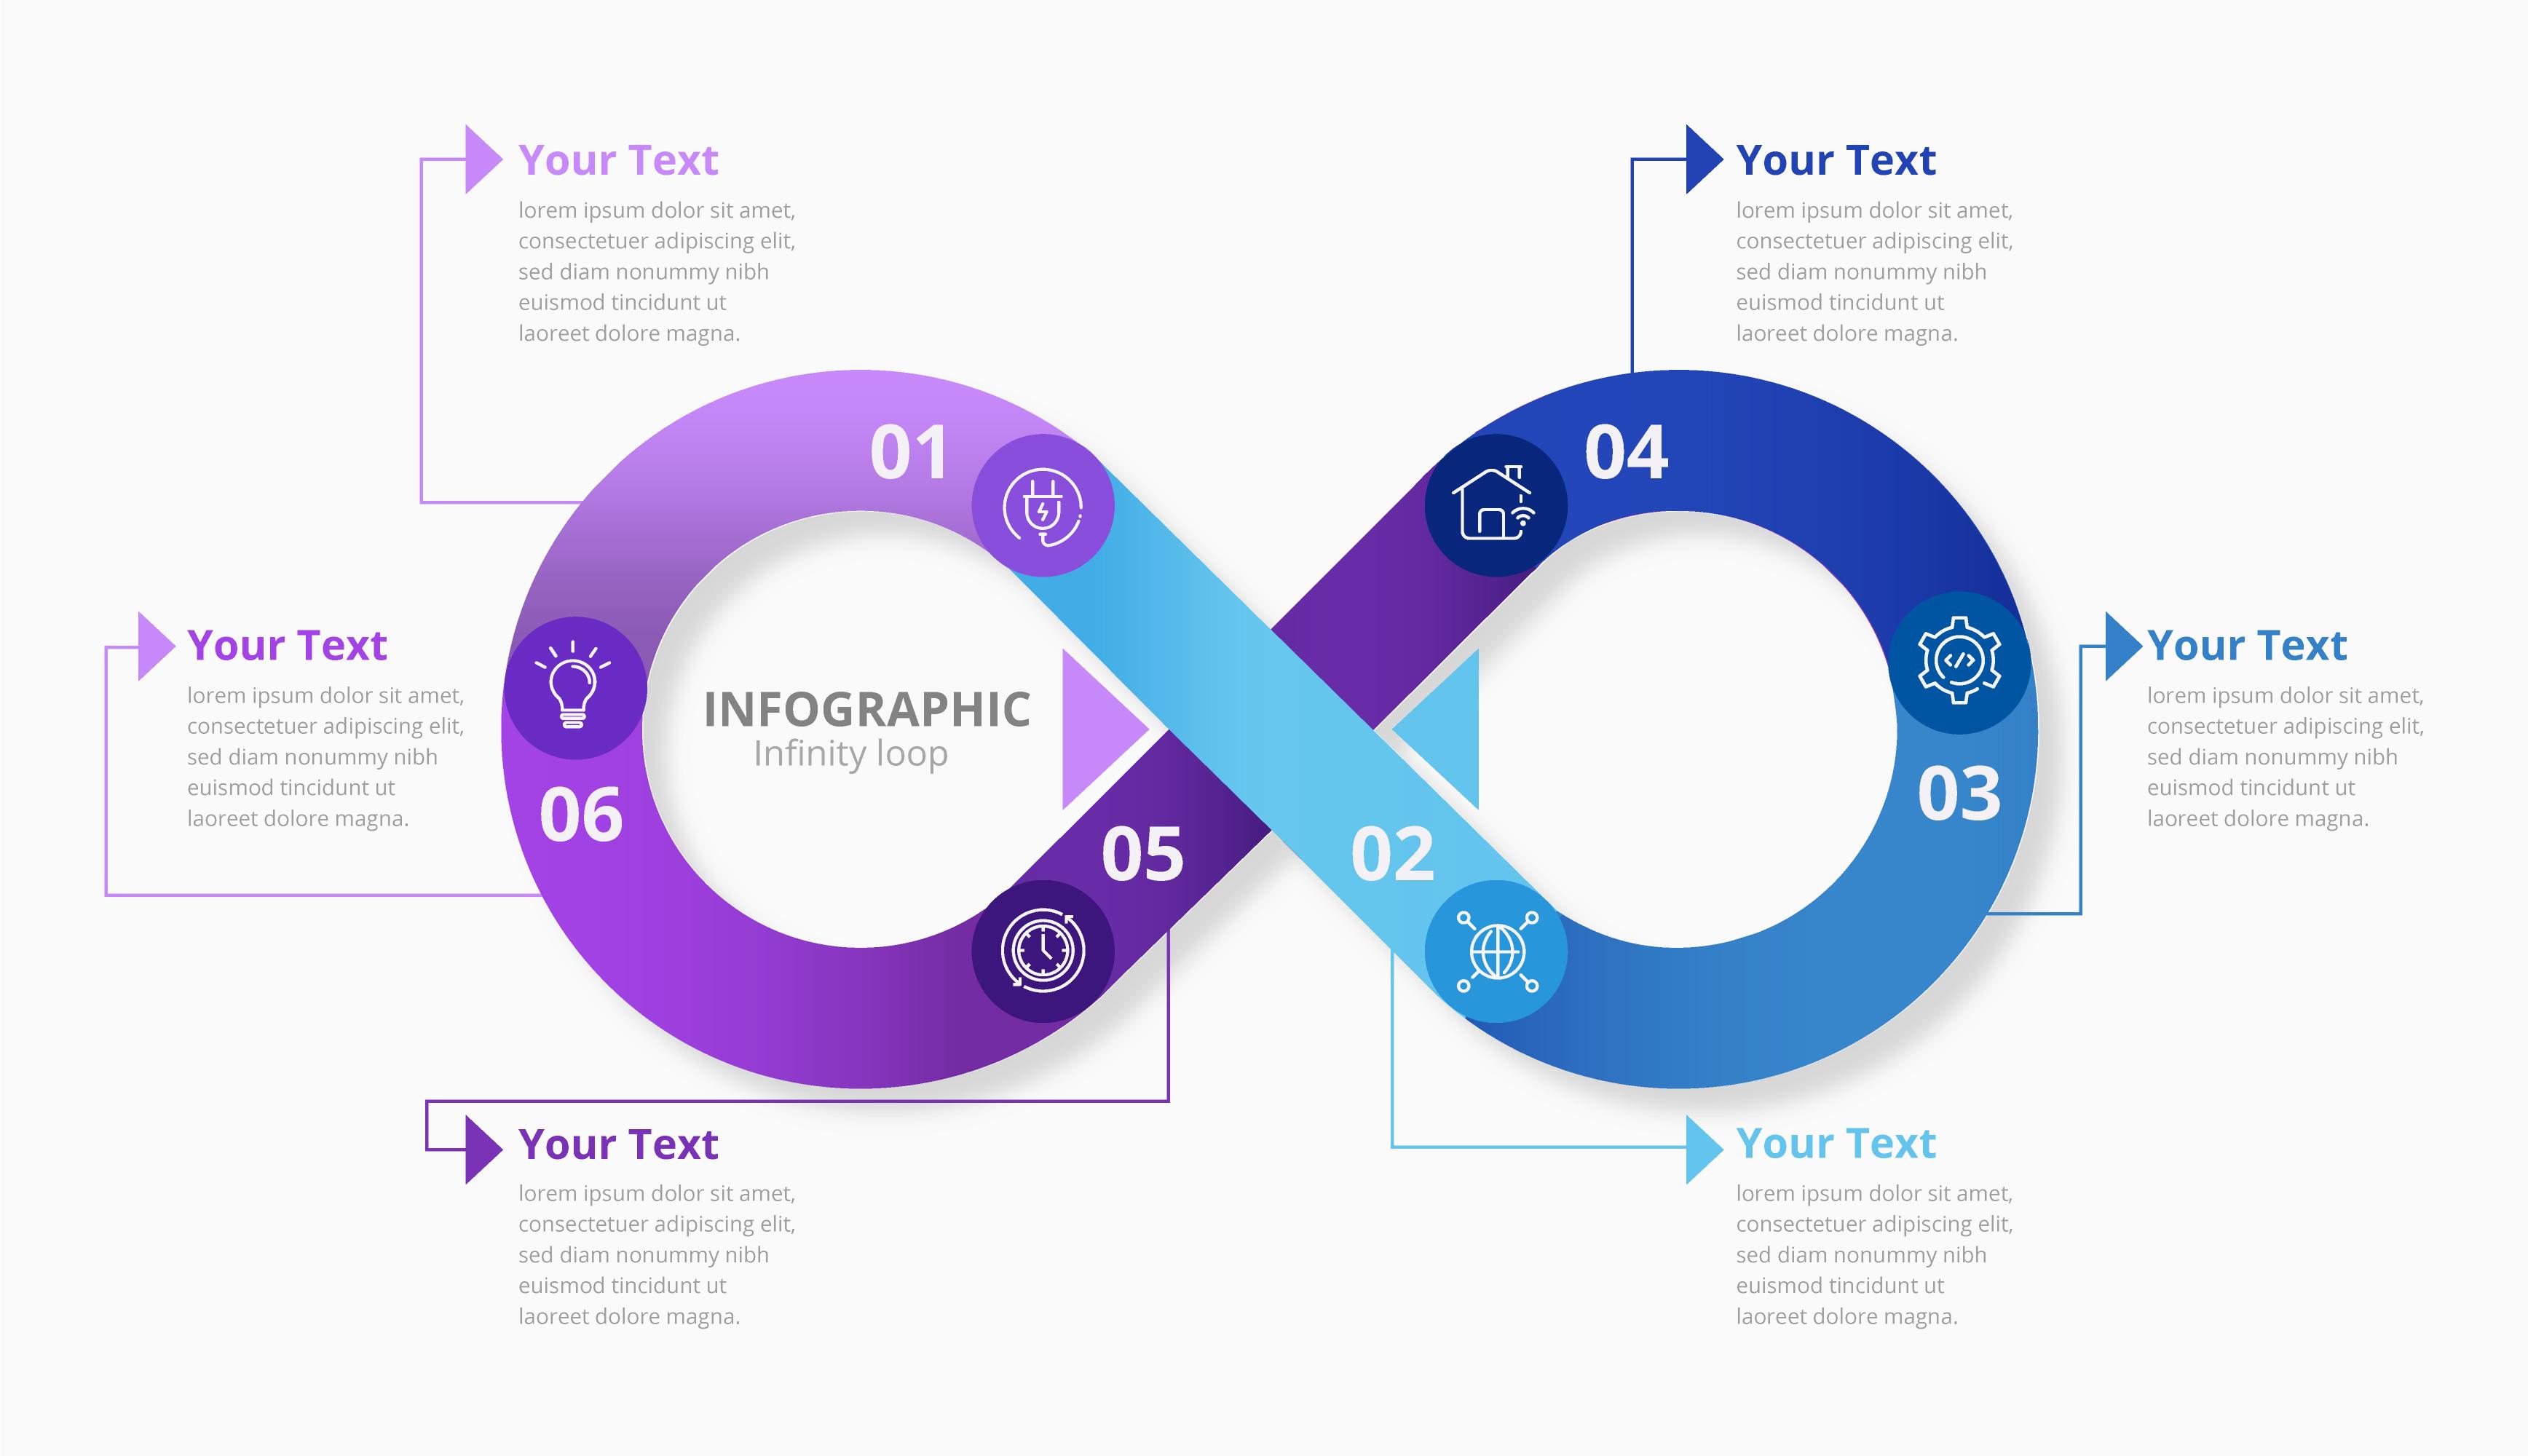 Your Text
lorem ipsum dolor sit amet,
consectetuer adipiscing elit,
sed diam nonummy nibh
euismod tincidunt ut
laoreet dolore magna.
Your Text
lorem ipsum dolor sit amet,
consectetuer adipiscing elit,
sed diam nonummy nibh
euismod tincidunt ut
laoreet dolore magna.
01
04
Your Text
lorem ipsum dolor sit amet,
consectetuer adipiscing elit,
sed diam nonummy nibh
euismod tincidunt ut
laoreet dolore magna.
06
INFOGRAPHIC
Infinity loop
05
02
</>
03
Your Text
lorem ipsum dolor sit amet,
consectetuer adipiscing elit,
sed diam nonummy nibh
euismod tincidunt ut
laoreet dolore magna.
Your Text
lorem ipsum dolor sit amet,
consectetuer adipiscing elit,
sed diam nonummy nibh
euismod tincidunt ut
laoreet dolore magna.
Your Text
lorem ipsum dolor sit amet,
consectetuer adipiscing elit,
sed diam nonummy nibh
euismod tincidunt ut
laoreet dolore magna.